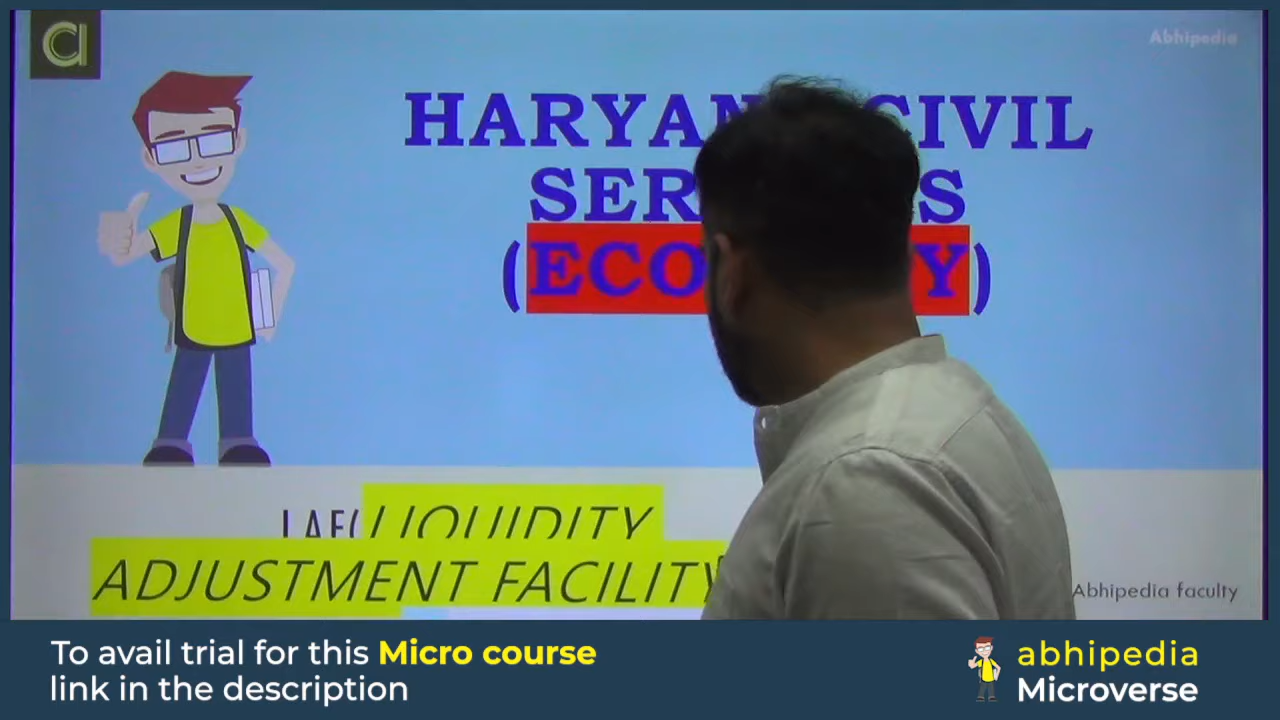 Abhipedia
HARYAN CIVIL
SER S
(ECO Y)
LAF(LIQUIDITY
ADJUSTMENT FACILITY
Abhipedia faculty
To avail trial for this Micro course
link in the description
abhipedia
Microverse